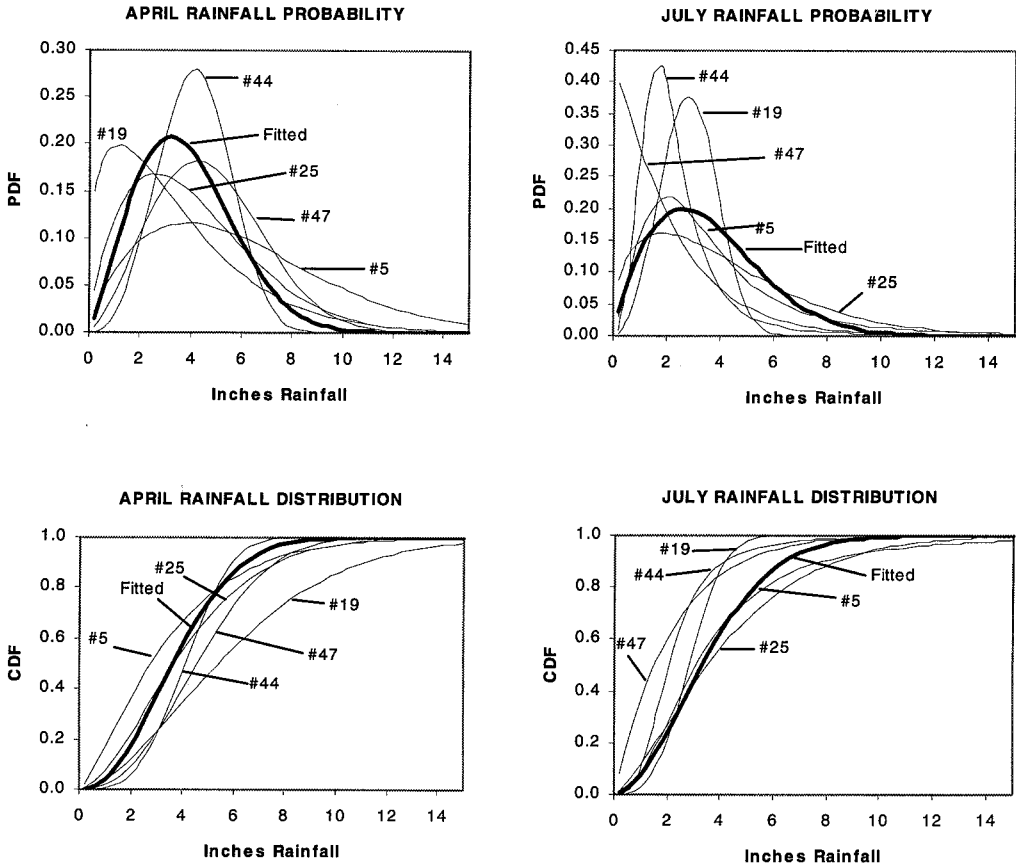 APRIL RAINFALL PROBABILITY
PDF
0.30
0.25
0.20
0.15
0.10
0.05
0.00
#19
#44
Fitted
#25
#47
#5
0 2 4 6 8 10 12 14
Inches Rainfall
JULY RAINFALL PROBABILITY
PDF
0.45
0.40
0.35
0.30
0.25
0.20
0.15
0.10
0.05
0.00
#44
#19
#47
#5
Fitted
#25
0 2 4 6 8 10 12 14
Inches Rainfall
APRIL RAINFALL DISTRIBUTION
CDF
1.0
0.8
0.6
0.4
0.2
0.0
#25
Fitted
#19
#5
#47
#44
0 2 4 6 8 10 12 14
Inches Rainfall
JULY RAINFALL DISTRIBUTION
CDF
1.0
0.8
0.6
0.4
0.2
0.0
#19
#44
Fitted
#5
#47
#25
0 2 4 6 8 10 12 14
Inches Rainfall